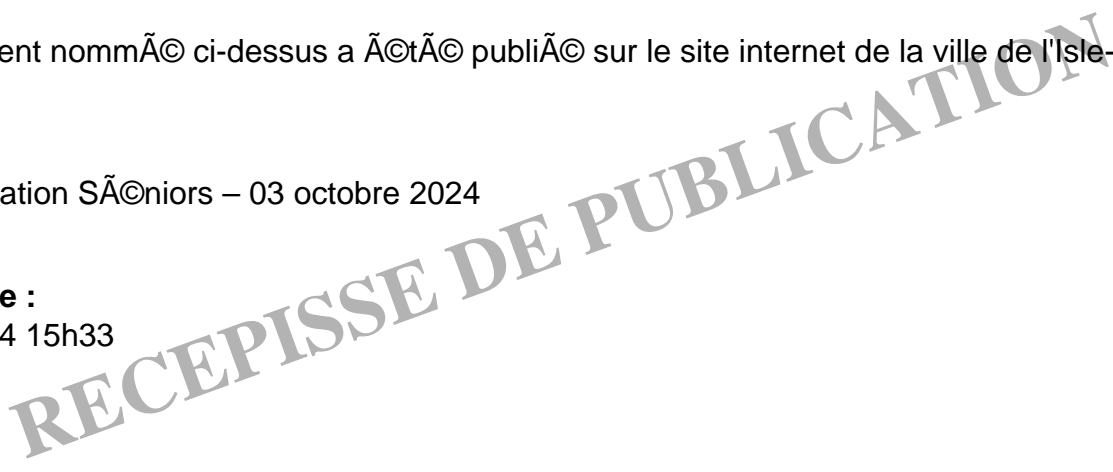 ent nommÃ© ci-dessus a Ã©tÃ© publiÃ© sur le site internet de la ville de l'Isle-
ation SÃ©niors – 03 octobre 2024
e :
4 15h33
RECEPISSE DE PUBLICATION